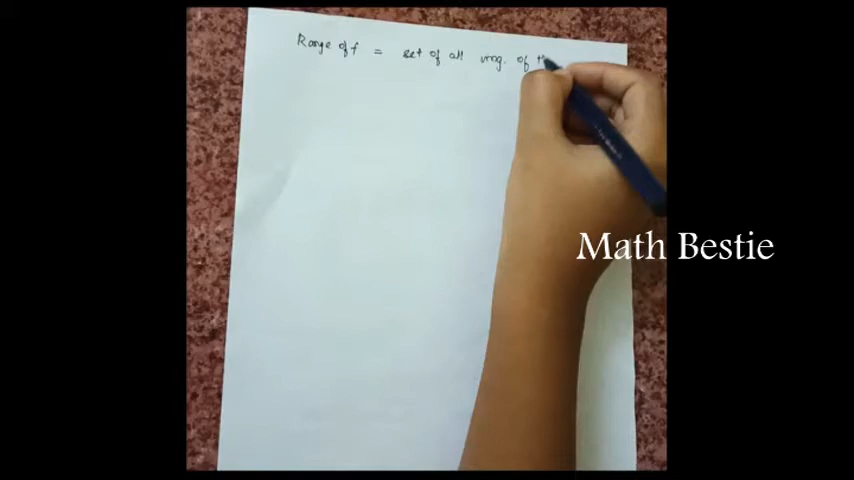 Range of f = set of all img. of
Math Bestie